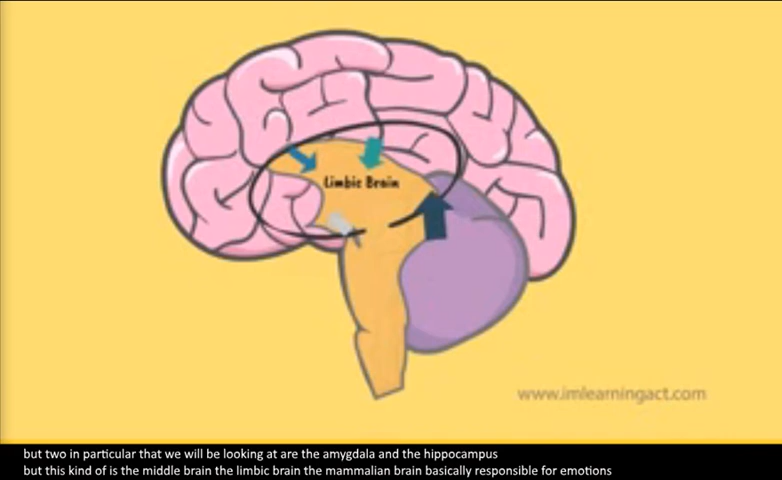 Limbic Brain
www.imlearningact.com
but two in particular that we will be looking at are the amygdala and the hippocampus
but this kind of is the middle brain the limbic brain the mammalian brain basically responsible for emotions